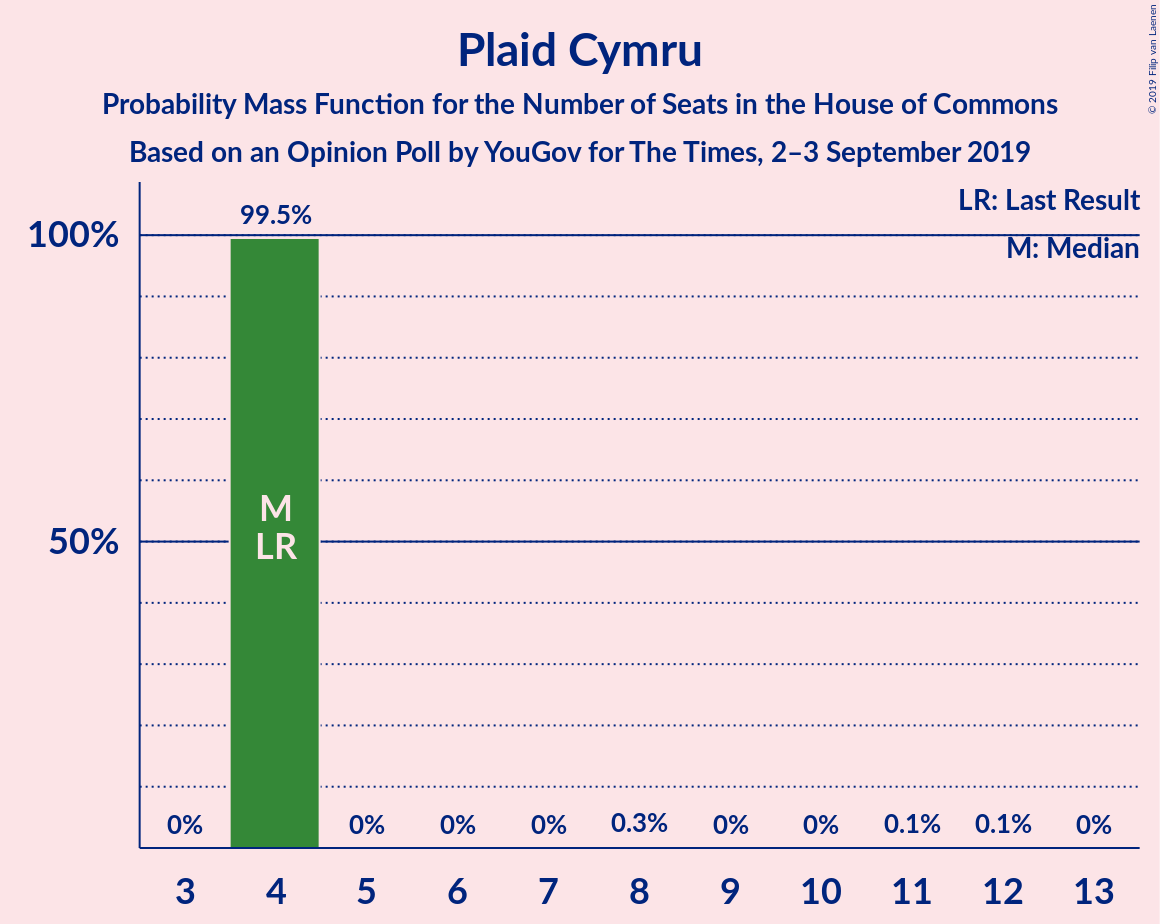 Plaid Cymru
Probability Mass Function for the Number of Seats in the House of Commons
Based on an Opinion Poll by YouGov for The Times, 2–3 September 2019
© 2019 Filip van Laenen
LR: Last Result
M: Median
100%
50%
99.5%
M
LR
0% 0% 0% 0% 0.3% 0% 0% 0.1% 0.1% 0%
3 4 5 6 7 8 9 10 11 12 13